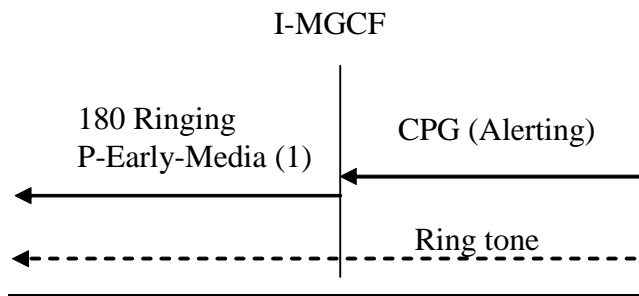 I-MGCF
180 Ringing
P-Early-Media (1)
CPG (Alerting)
Ring tone